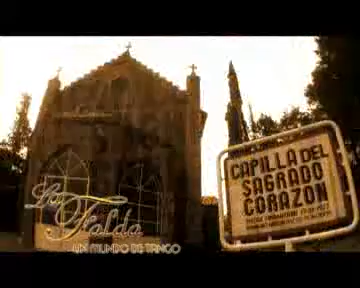 La
Falda
UN MUNDO DE TANGO
CAPILLA DEL
SAGRADO
CORAZON